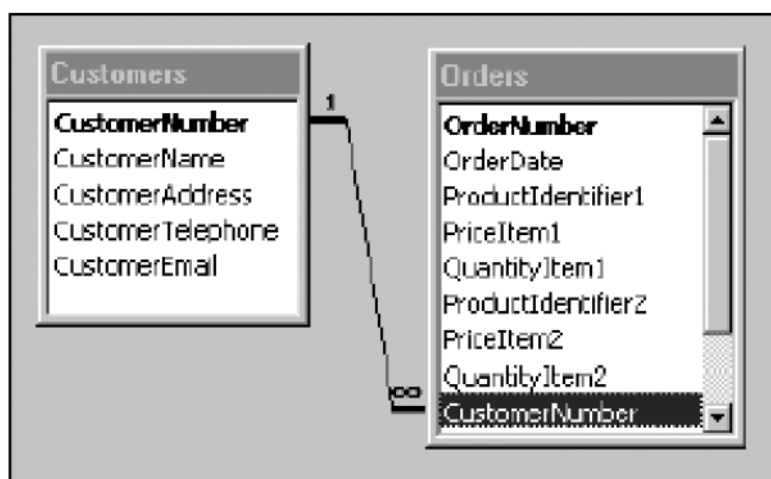 Customers
CustomerNumber
CustomerName
CustomerAddress
CustomerTelephone
CustomerEmail
1
∞
Orders
OrderNumber
OrderDate
ProductIdentifier1
PriceItem1
QuantityItem1
ProductIdentifier2
PriceItem2
QuantityItem2
CustomerNumber